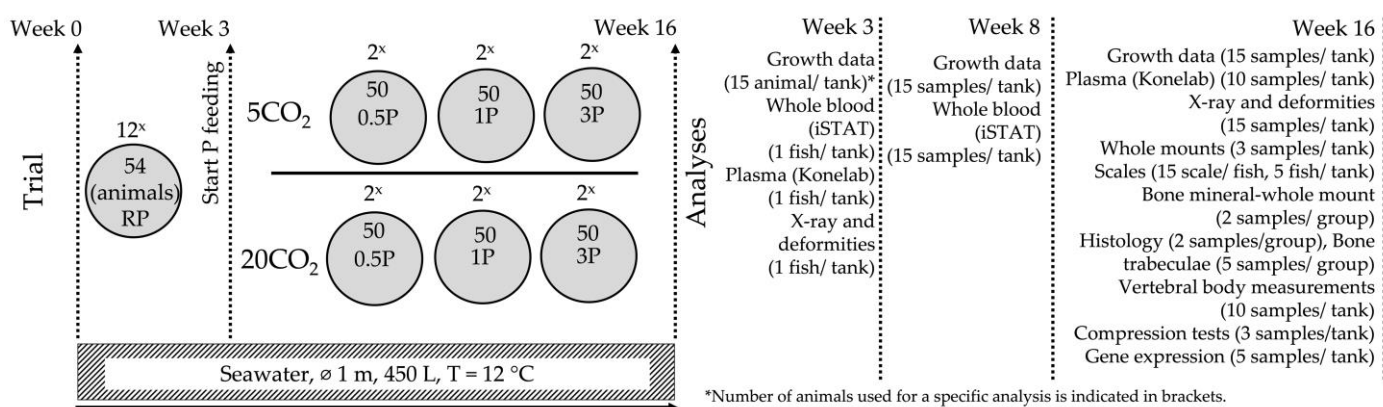 Week 0
Week 3
Week 16
Trial
12ˣ
54
(animals)
RP
Start P feeding
5CO₂
2ˣ
50
0.5P
2ˣ
50
1P
2ˣ
50
3P
20CO₂
2ˣ
50
0.5P
2ˣ
50
1P
2ˣ
50
3P
Seawater, ⌀ 1 m, 450 L, T = 12 °C
Analyses
Week 3
Growth data
(15 animal/ tank)*
Whole blood
(iSTAT)
(1 fish/ tank)
Plasma (Konelab)
(1 fish/ tank)
X-ray and
deformities
(1 fish/ tank)
Week 8
Growth data
(15 samples/ tank)
Whole blood
(iSTAT)
(15 samples/ tank)
Week 16
Growth data (15 samples/ tank)
Plasma (Konelab) (10 samples/ tank)
X-ray and deformities
(15 samples/ tank)
Whole mounts (3 samples/ tank)
Scales (15 scale/ fish, 5 fish/ tank)
Bone mineral-whole mount
(2 samples/ group)
Histology (2 samples/group), Bone
trabeculae (5 samples/ group)
Vertebral body measurements
(10 samples/ tank)
Compression tests (3 samples/tank)
Gene expression (5 samples/ tank)
*Number of animals used for a specific analysis is indicated in brackets.